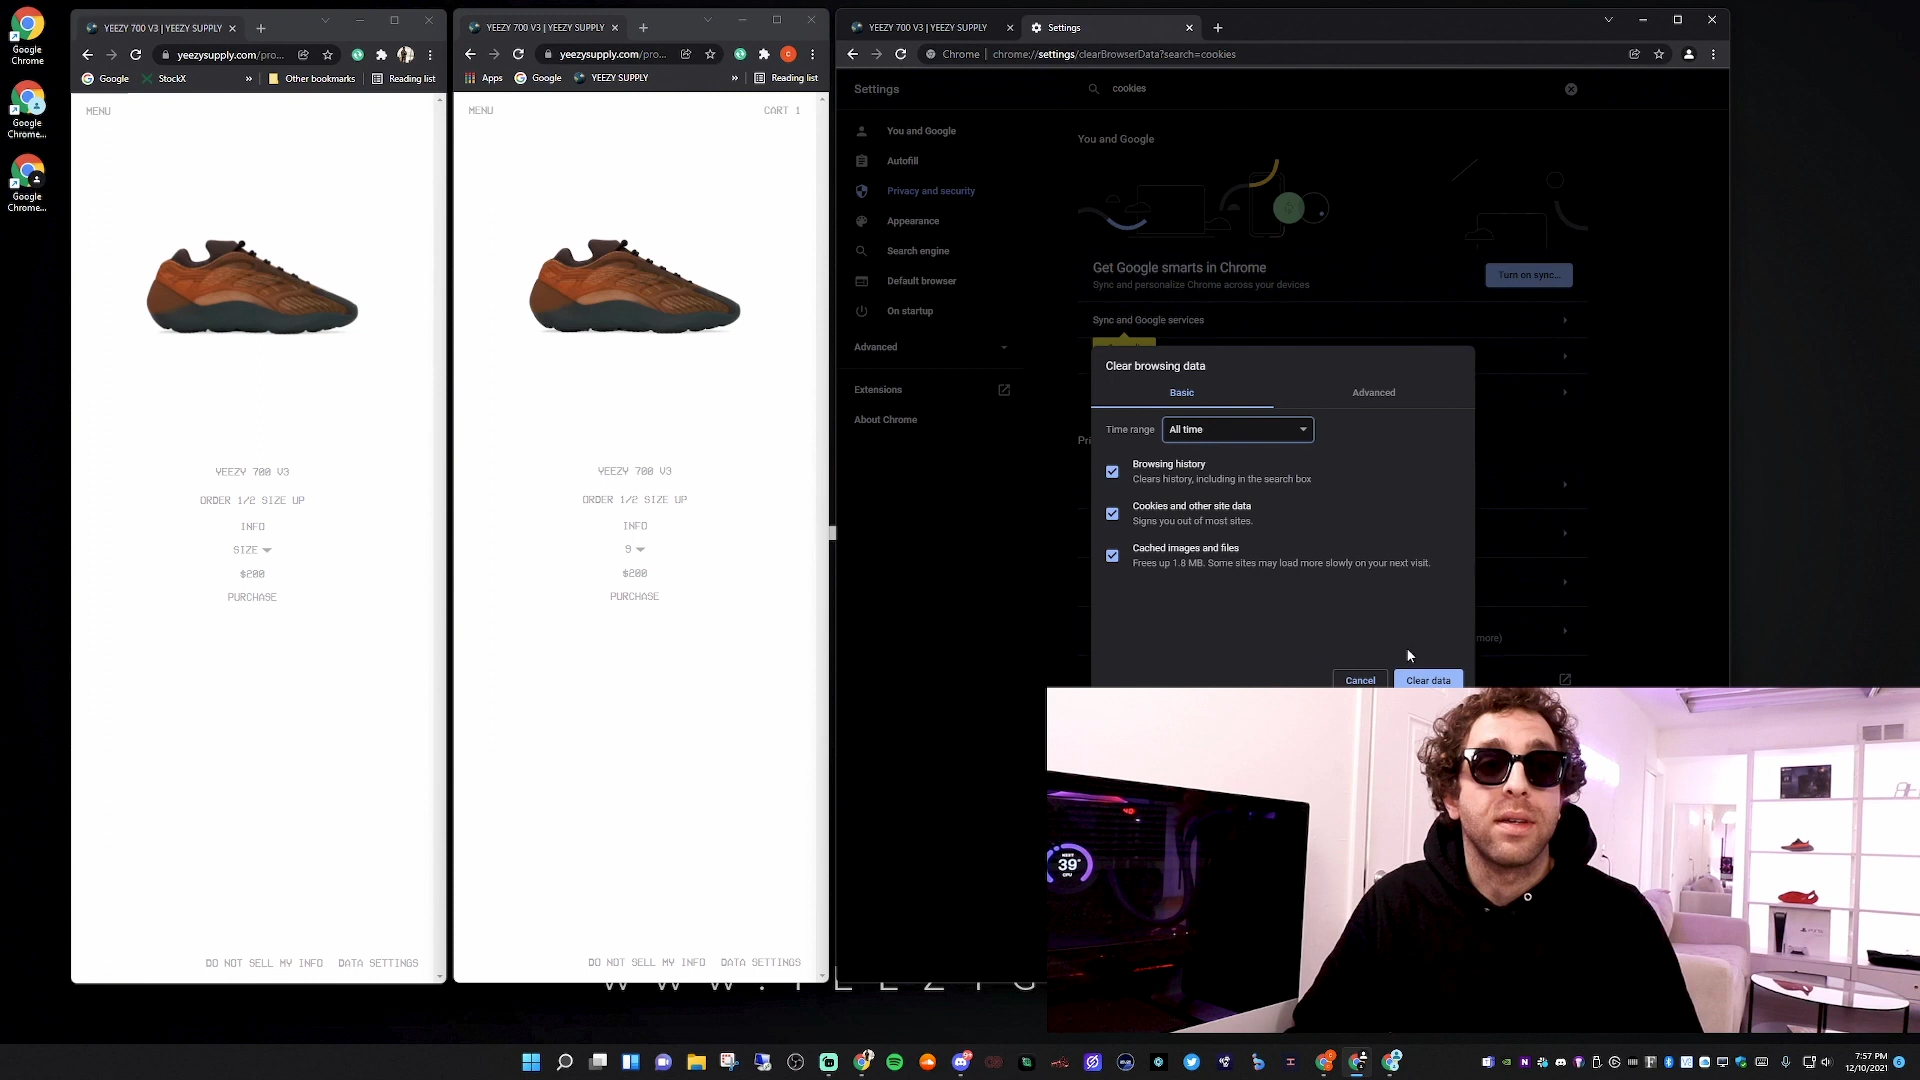 Google
Chrome
Google
Chrome...
Google
Chrome...
YEEZY 700 V3 | YEEZY SUPPLY
yeezysupply.com/pro...
Google
StockX
»
Other bookmarks
Reading list
MENU
YEEZY 700 V3
ORDER 1/2 SIZE UP
INFO
SIZE
$200
PURCHASE
DO NOT SELL MY INFO
DATA SETTINGS
YEEZY 700 V3 | YEEZY SUPPLY
yeezysupply.com/pro...
C
Apps
Google
YEEZY SUPPLY
»
Reading list
MENU
CART 1
YEEZY 700 V3
ORDER 1/2 SIZE UP
INFO
9
$200
PURCHASE
DO NOT SELL MY INFO
DATA SETTINGS
YEEZY 700 V3 | YEEZY SUPPLY
Settings
Chrome | chrome://settings/clearBrowserData?search=cookies
Settings
cookies
You and Google
Autofill
Privacy and security
Appearance
Search engine
Default browser
On startup
Advanced
Extensions
About Chrome
You and Google
Get Google smarts in Chrome
Sync and personalize Chrome across your devices
Turn on sync...
Sync and Google services
Pri
more)
Clear browsing data
Basic
Advanced
Time range
All time
Browsing history
Clears history, including in the search box
Cookies and other site data
Signs you out of most sites.
Cached images and files
Frees up 1.8 MB. Some sites may load more slowly on your next visit.
Cancel
Clear data
39°
CPU
7:57 PM
12/10/2021